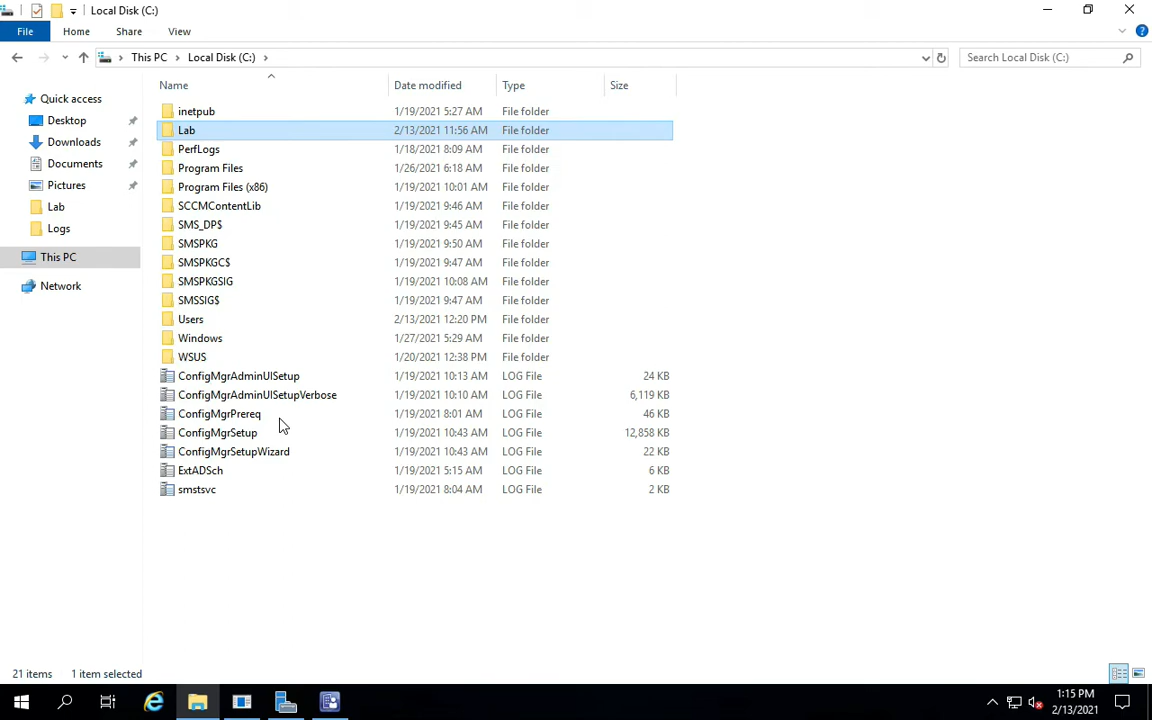 Local Disk (C:)
File Home Share View
This PC Local Disk (C:) Search Local Disk (C:)
Name Date modified Type Size
Quick access
Desktop
Downloads
Documents
Pictures
Lab
Logs
This PC
Network
inetpub 1/19/2021 5:27 AM File folder
Lab 2/13/2021 11:56 AM File folder
PerfLogs 1/18/2021 8:09 AM File folder
Program Files 1/26/2021 6:18 AM File folder
Program Files (x86) 1/19/2021 10:01 AM File folder
SCCMContentLib 1/19/2021 9:46 AM File folder
SMS_DP$ 1/19/2021 9:45 AM File folder
SMSPKG 1/19/2021 9:50 AM File folder
SMSPKGC$ 1/19/2021 9:47 AM File folder
SMSPKGSIG 1/19/2021 10:08 AM File folder
SMSSIG$ 1/19/2021 9:47 AM File folder
Users 2/13/2021 12:20 PM File folder
Windows 1/27/2021 5:29 AM File folder
WSUS 1/20/2021 12:38 PM File folder
ConfigMgrAdminUISetup 1/19/2021 10:13 AM LOG File 24 KB
ConfigMgrAdminUISetupVerbose 1/19/2021 10:10 AM LOG File 6,119 KB
ConfigMgrPrereq 1/19/2021 8:01 AM LOG File 46 KB
ConfigMgrSetup 1/19/2021 10:43 AM LOG File 12,858 KB
ConfigMgrSetupWizard 1/19/2021 10:43 AM LOG File 22 KB
ExtADSch 1/19/2021 5:15 AM LOG File 6 KB
smstsvc 1/19/2021 8:04 AM LOG File 2 KB
21 items 1 item selected
1:15 PM
2/13/2021